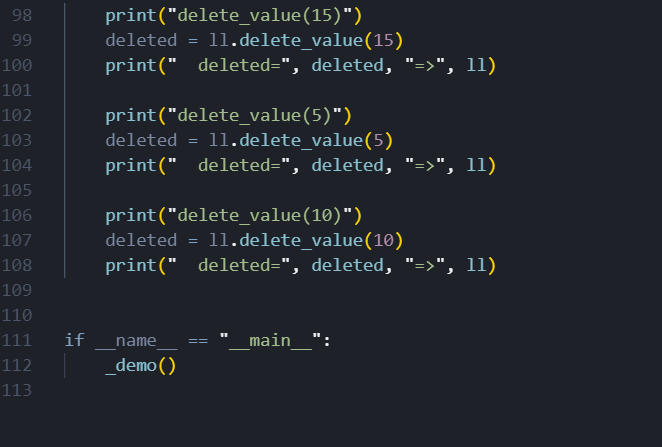 98 print("delete_value(15)")
99 deleted = ll.delete_value(15)
100 print("  deleted=", deleted, "=>", ll)
101
102 print("delete_value(5)")
103 deleted = ll.delete_value(5)
104 print("  deleted=", deleted, "=>", ll)
105
106 print("delete_value(10)")
107 deleted = ll.delete_value(10)
108 print("  deleted=", deleted, "=>", ll)
109
110
111 if __name__ == "__main__":
112 _demo()
113